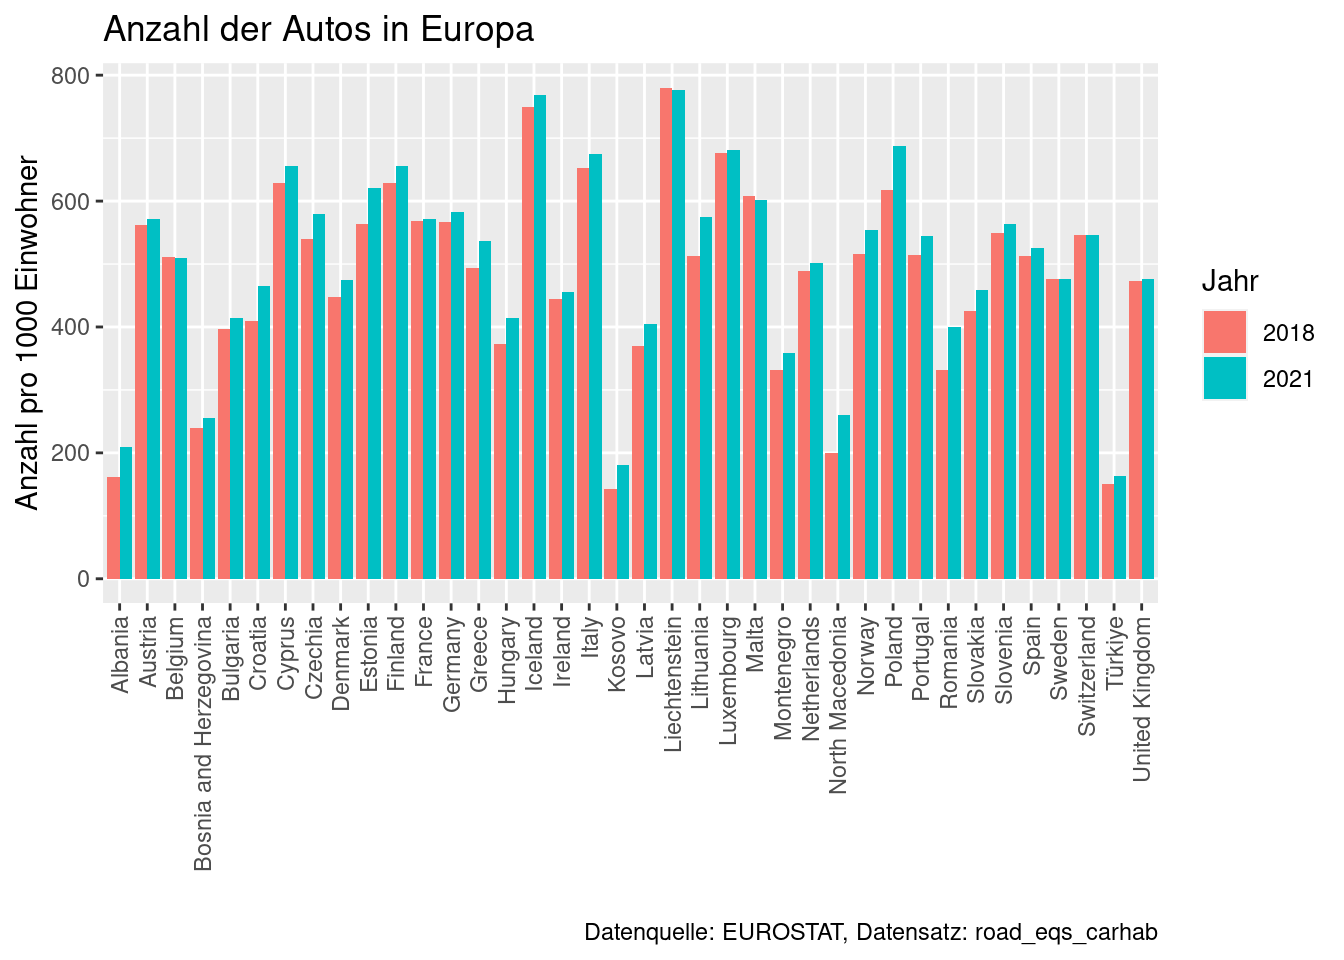 Anzahl der Autos in Europa
Anzahl pro 1000 Einwohner
800
600
400
200
0
Albania
Austria
Belgium
Bosnia and Herzegovina
Bulgaria
Croatia
Cyprus
Czechia
Denmark
Estonia
Finland
France
Germany
Greece
Hungary
Iceland
Ireland
Italy
Kosovo
Latvia
Liechtenstein
Lithuania
Luxembourg
Malta
Montenegro
Netherlands
North Macedonia
Norway
Poland
Portugal
Romania
Slovakia
Slovenia
Spain
Sweden
Switzerland
Türkiye
United Kingdom
Jahr
2018
2021
Datenquelle: EUROSTAT, Datensatz: road_eqs_carhab